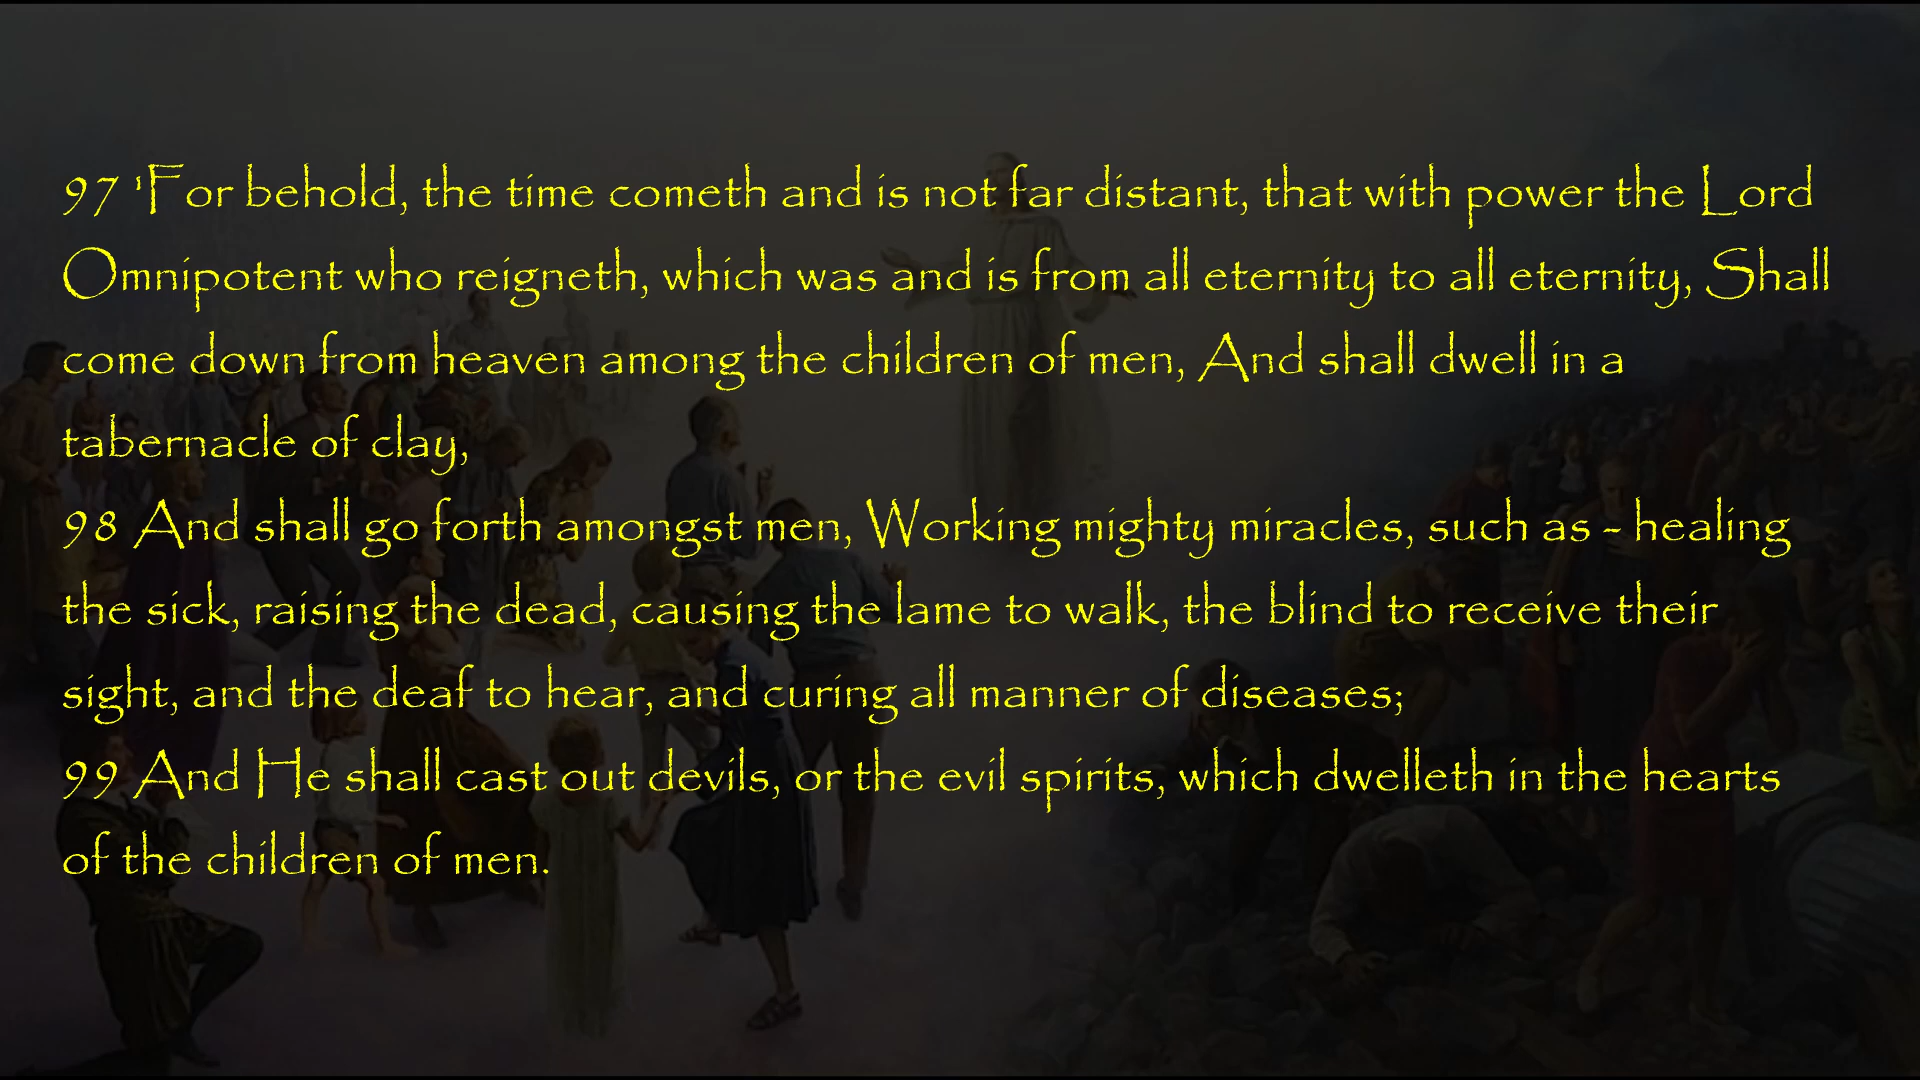 97 'For behold, the time cometh and is not far distant, that with power the Lord
Omnipotent who reigneth, which was and is from all eternity to all eternity, Shall
come down from heaven among the children of men, And shall dwell in a
tabernacle of clay,
98 And shall go forth amongst men, Working mighty miracles, such as - healing
the sick, raising the dead, causing the lame to walk, the blind to receive their
sight, and the deaf to hear, and curing all manner of diseases;
99 And He shall cast out devils, or the evil spirits, which dwelleth in the hearts
of the children of men.